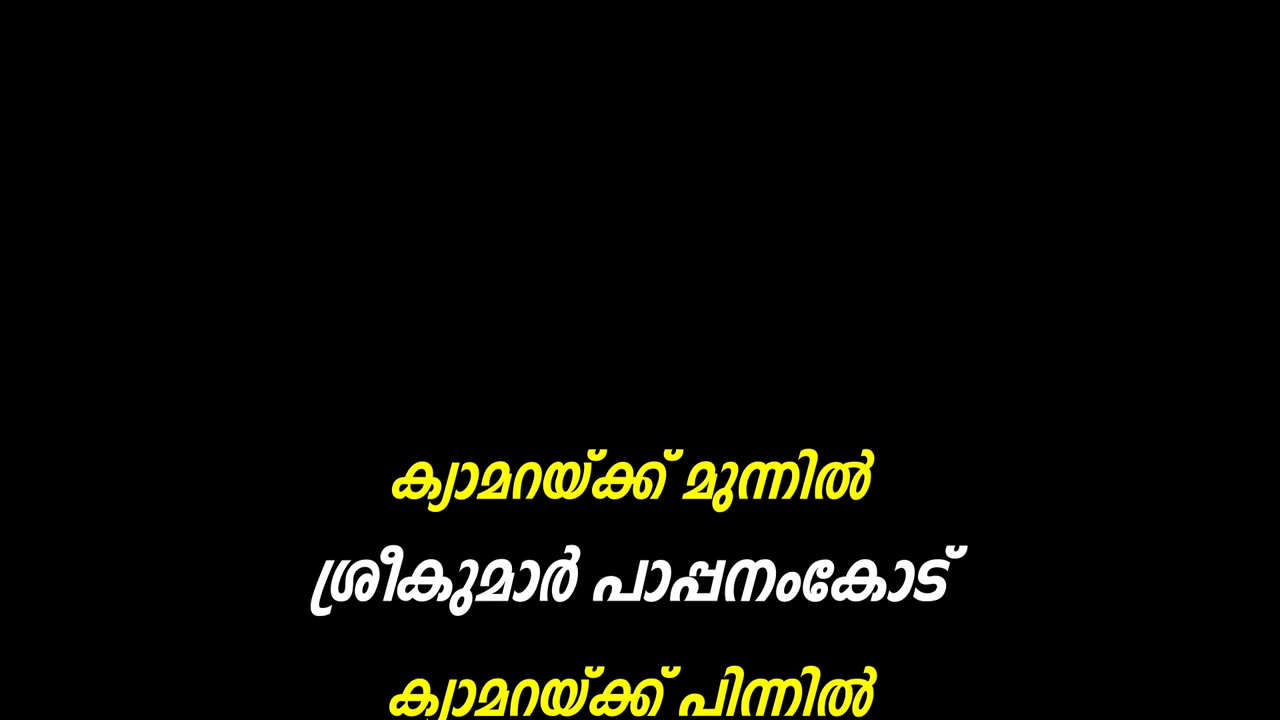 ക്യാമറയ്ക്ക് മുന്നിൽ
ശ്രീകുമാർ പാപ്പനംകോട്
ക്യാമറയ്ക്ക് പിന്നിൽ